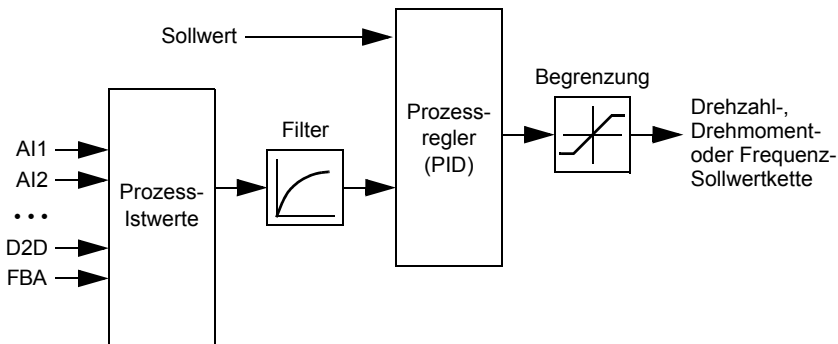 Sollwert
AI1
AI2
• • •
D2D
FBA
Prozess-
Istwerte
Filter
Prozess-
regler
(PID)
Begrenzung
Drehzahl-,
Drehmoment-
oder Frequenz-
Sollwertkette